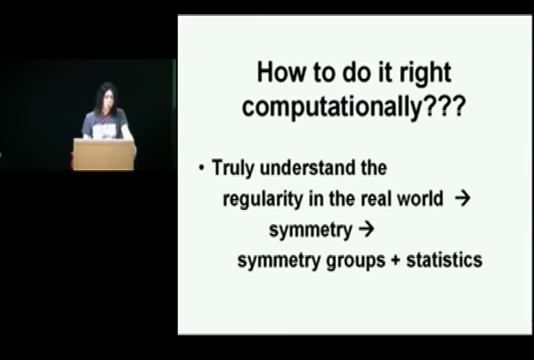 How to do it right
computationally???
• Truly understand the
regularity in the real world →
symmetry →
symmetry groups + statistics